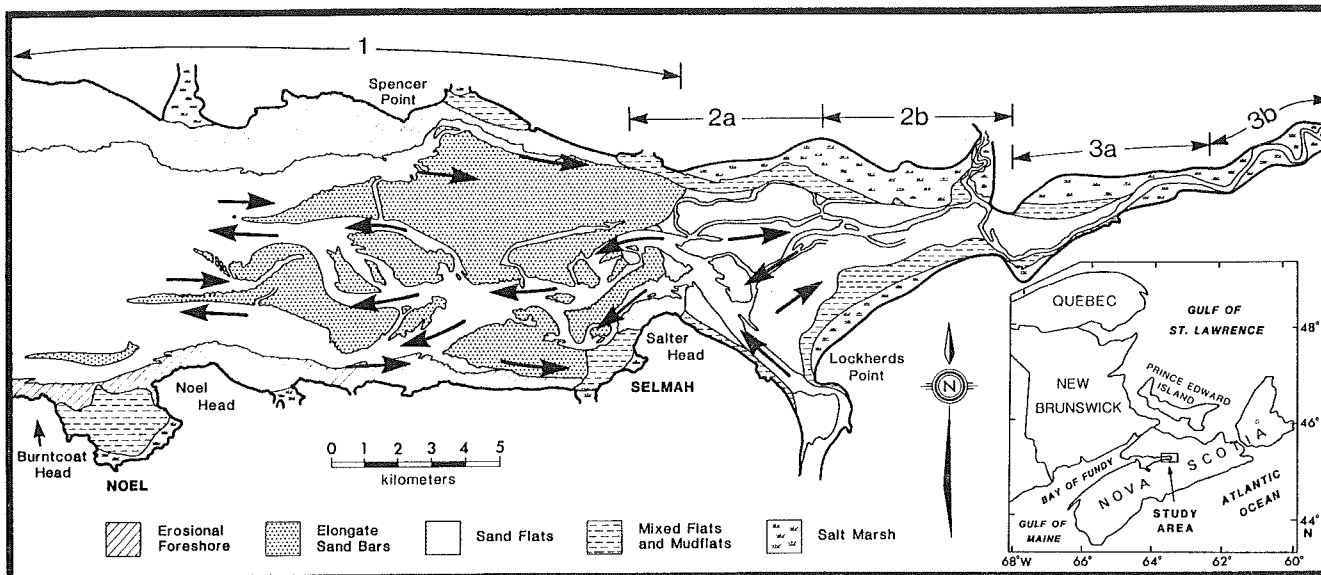 1
Spencer
Point
2a
2b
3a
3b
Salter
Head
SELMAH
Lockherds
Point
Noel
Head
Burntcoat
Head
NOEL
0 1 2 3 4 5
kilometers
N
Erosional
Foreshore
Elongate
Sand Bars
Sand Flats
Mixed Flats
and Mudflats
Salt Marsh
QUEBEC
GULF OF
ST. LAWRENCE
48°
NEW
BRUNSWICK
PRINCE EDWARD
ISLAND
46°
BAY OF FUNDY
NOVA SCOTIA
STUDY
AREA
ATLANTIC
OCEAN
GULF OF
MAINE
44°
N
68°W 66° 64° 62° 60°